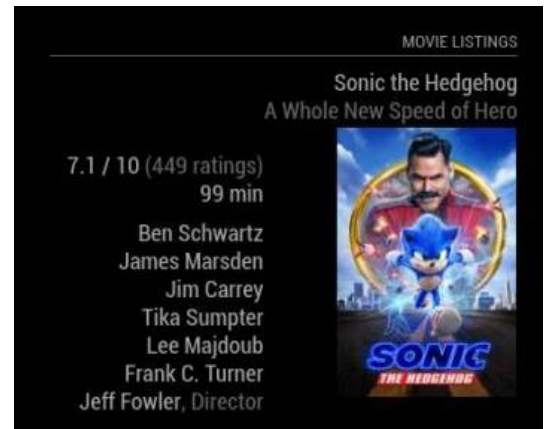 MOVIE LISTINGS
Sonic the Hedgehog
A Whole New Speed of Hero
7.1 / 10 (449 ratings)
99 min
Ben Schwartz
James Marsden
Jim Carrey
Tika Sumpter
Lee Majdoub
Frank C. Turner
Jeff Fowler, Director
SONIC
THE HEDGEHOG